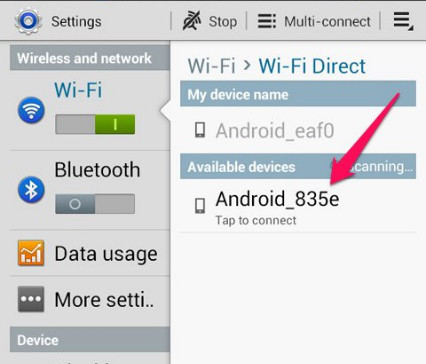 Settings
Stop
Multi-connect
Wireless and network
Wi-Fi
Bluetooth
Data usage
More setti..
Device
Wi-Fi > Wi-Fi Direct
My device name
Android_eaf0
Available devices
canning...
Android_835e
Tap to connect